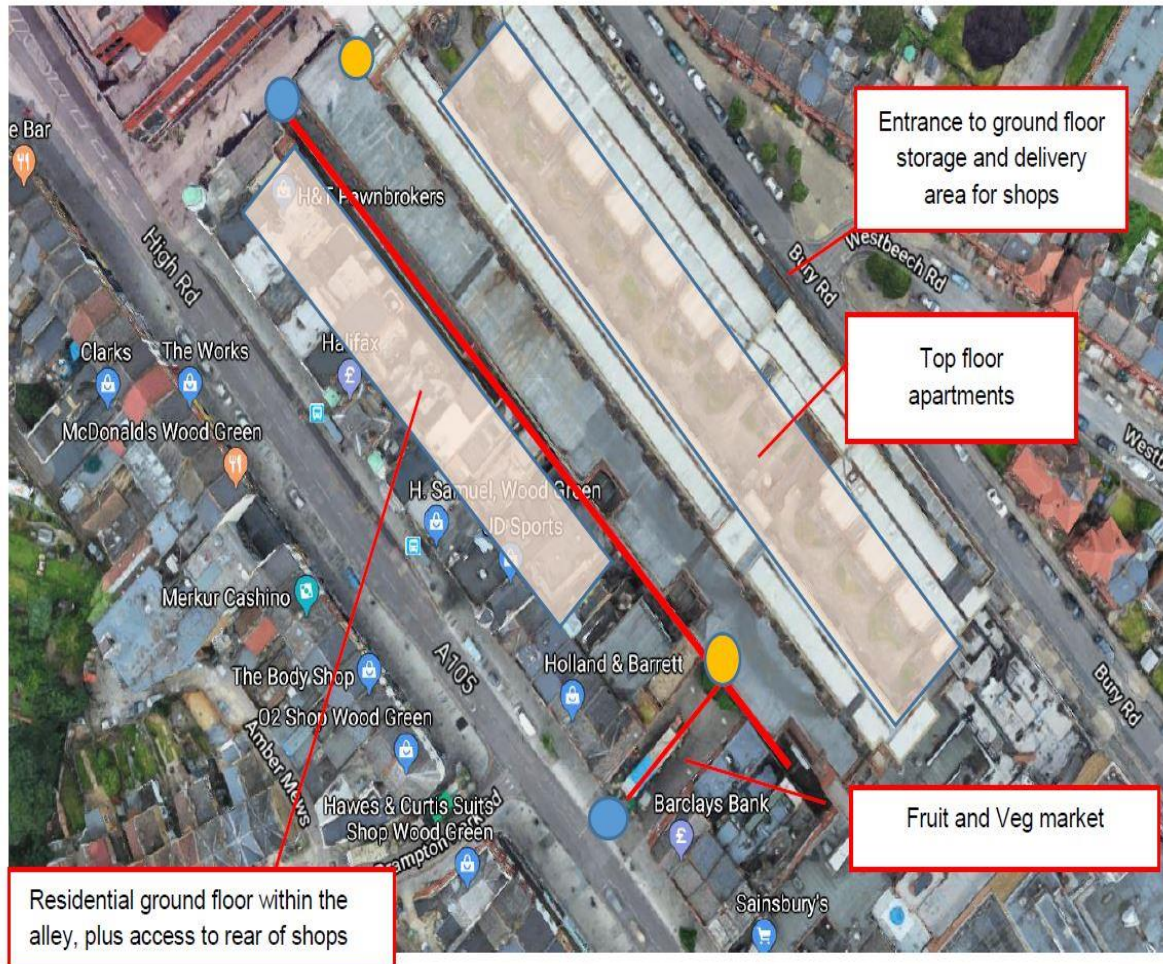 e Bar
H&T Pawnbrokers
High Rd
Clarks
The Works
Halifax
McDonald's Wood Green
H. Samuel, Wood Green
JD Sports
Merkur Cashino
A105
Holland & Barrett
The Body Shop
O2 Shop Wood Green
Amber Mews
Hawes & Curtis Suits
Shop Wood Green
Barclays Bank
£
£
Sainsbury's
Bury Rd
Westbeech Rd
Westb
Bury Rd
Entrance to ground floor
storage and delivery
area for shops
Top floor
apartments
Fruit and Veg market
Residential ground floor within the
alley, plus access to rear of shops